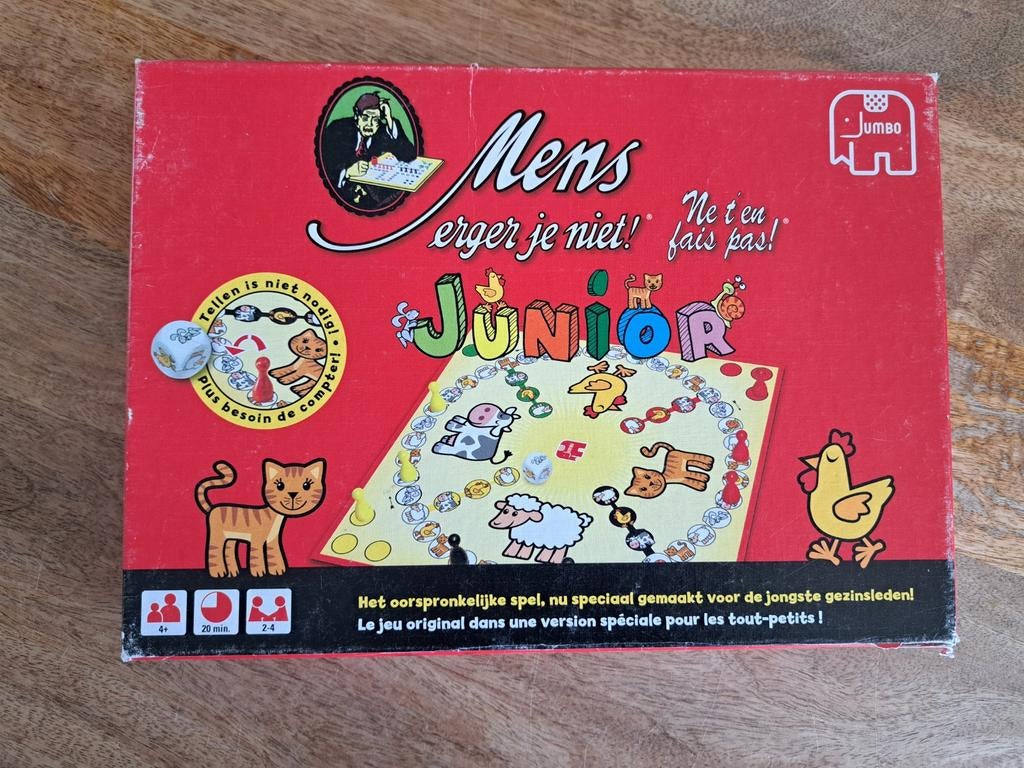 Mens
erger je niet!®
Ne t'en
fais pas!®
JUMBO
JUNIOR
Tellen is niet nodig! •
Plus besoin de compter! •
Het oorspronkelijke spel, nu speciaal gemaakt voor de jongste gezinsleden!
Le jeu original dans une version spéciale pour les tout-petits !
4+
20 min.
2-4